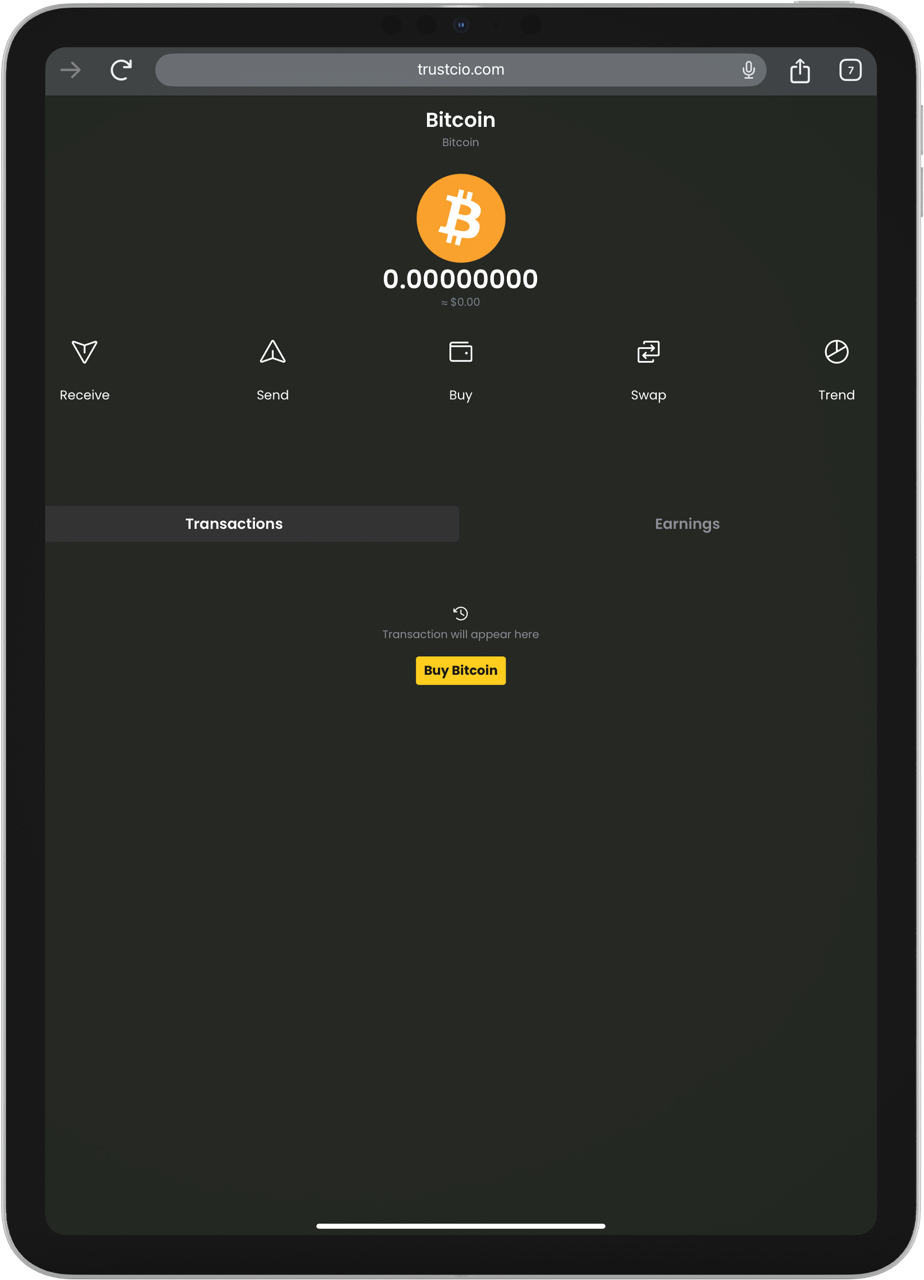 trustcio.com
7
Bitcoin
Bitcoin
0.00000000
≈ $0.00
Receive Send Buy Swap Trend
Transactions Earnings
Transaction will appear here
Buy Bitcoin